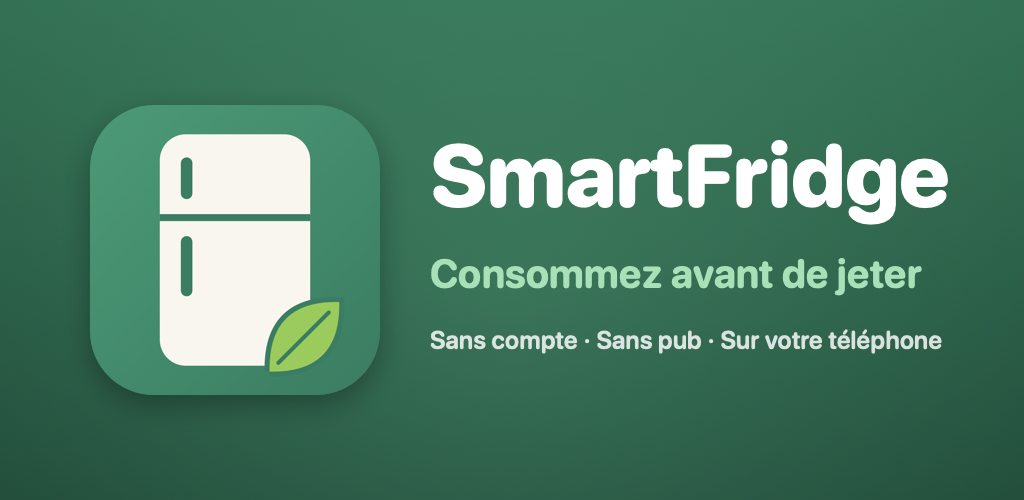 SmartFridge
Consommez avant de jeter
Sans compte · Sans pub · Sur votre téléphone